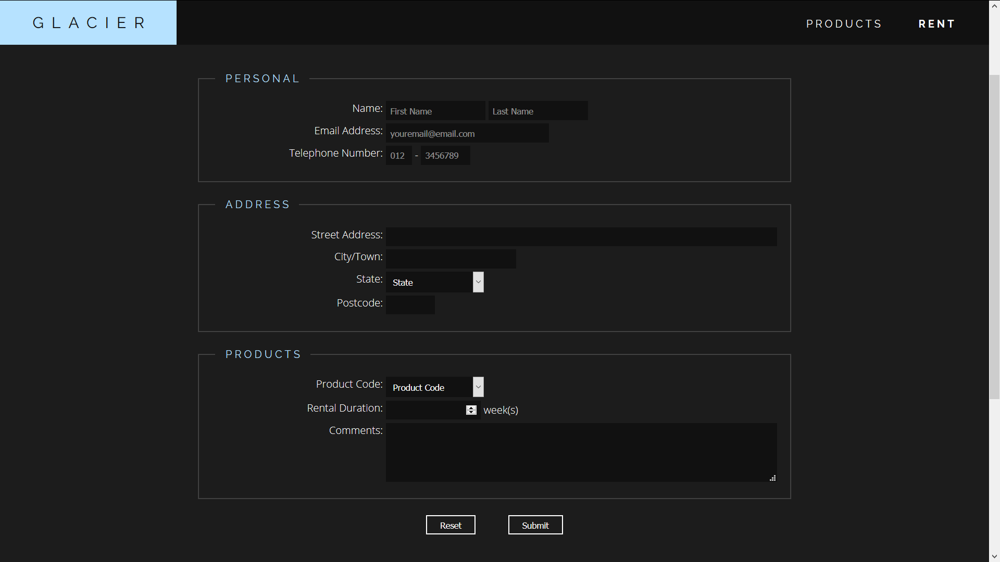 GLACIER
PRODUCTS RENT
PERSONAL
Name: First Name Last Name
Email Address: youremail@email.com
Telephone Number: 012 - 3456789
ADDRESS
Street Address:
City/Town:
State: State
Postcode:
PRODUCTS
Product Code: Product Code
Rental Duration: week(s)
Comments:
Reset Submit